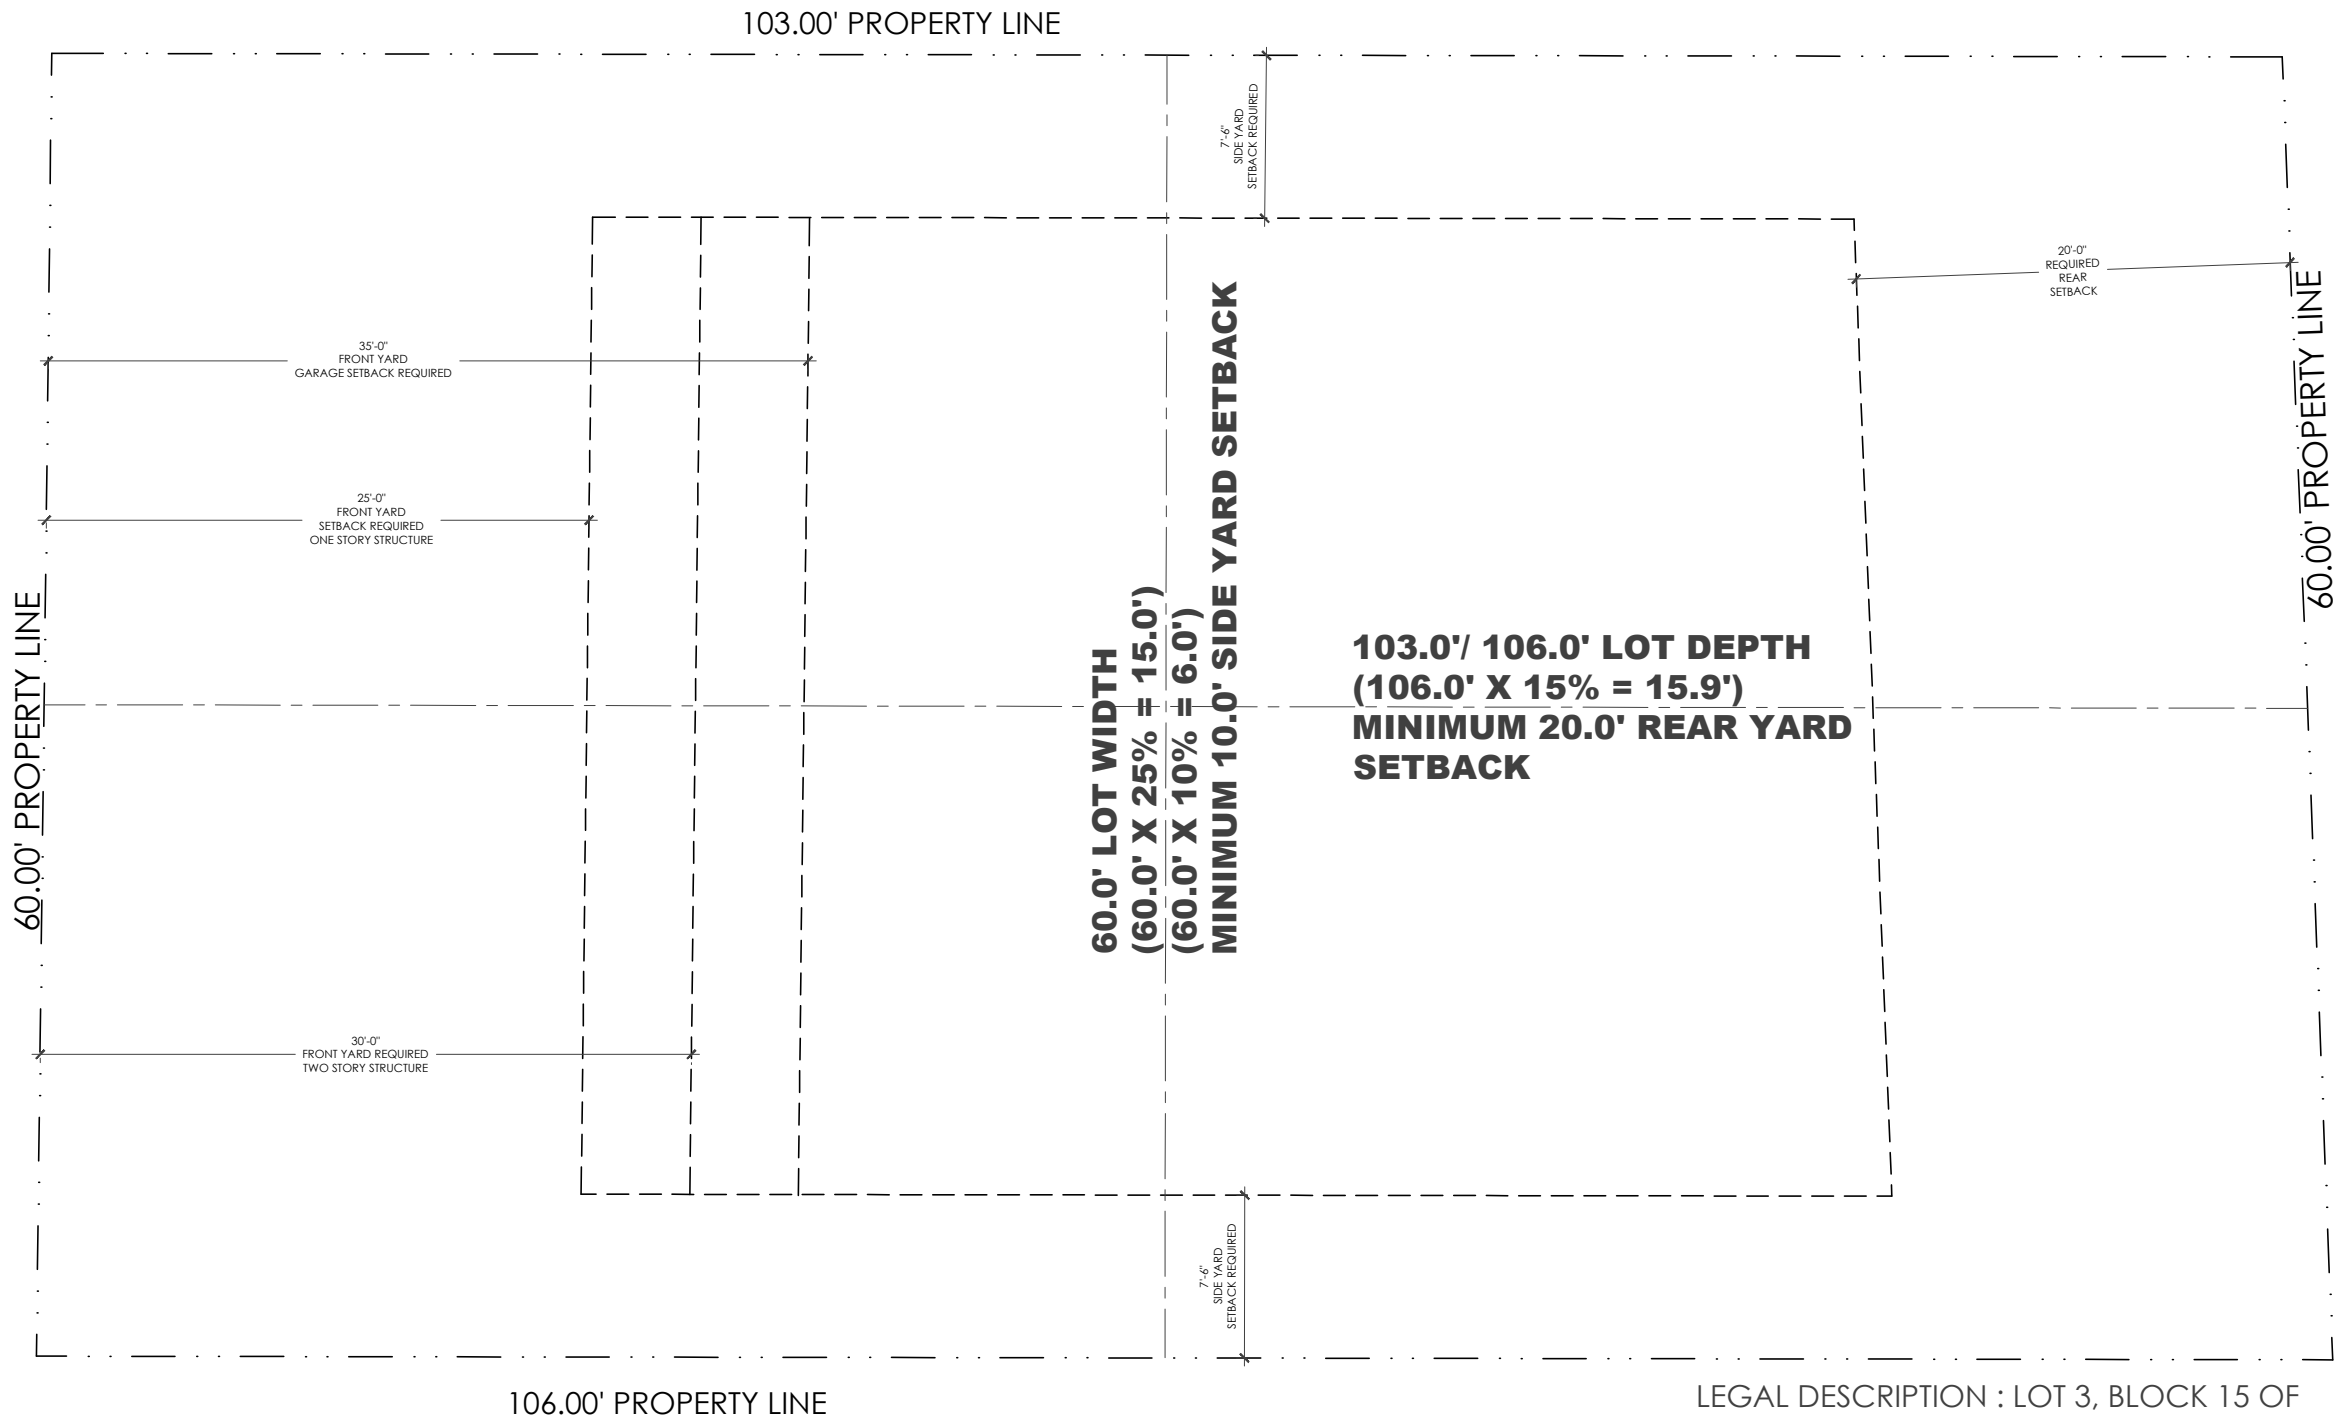 103.00' PROPERTY LINE
7'-6"
SIDE YARD
SETBACK REQUIRED
20'-0"
REQUIRED
REAR
SETBACK
35'-0"
FRONT YARD
GARAGE SETBACK REQUIRED
25'-0"
FRONT YARD
SETBACK REQUIRED
ONE STORY STRUCTURE
60.00' PROPERTY LINE
60.0' LOT WIDTH
(60.0' X 25% = 15.0')
(60.0' X 10% = 6.0')
MINIMUM 10.0' SIDE YARD SETBACK
103.0'/ 106.0' LOT DEPTH
(106.0' X 15% = 15.9')
MINIMUM 20.0' REAR YARD
SETBACK
60.00' PROPERTY LINE
30'-0"
FRONT YARD REQUIRED
TWO STORY STRUCTURE
7'-6"
SIDE YARD
SETBACK REQUIRED
106.00' PROPERTY LINE
LEGAL DESCRIPTION : LOT 3, BLOCK 15 OF